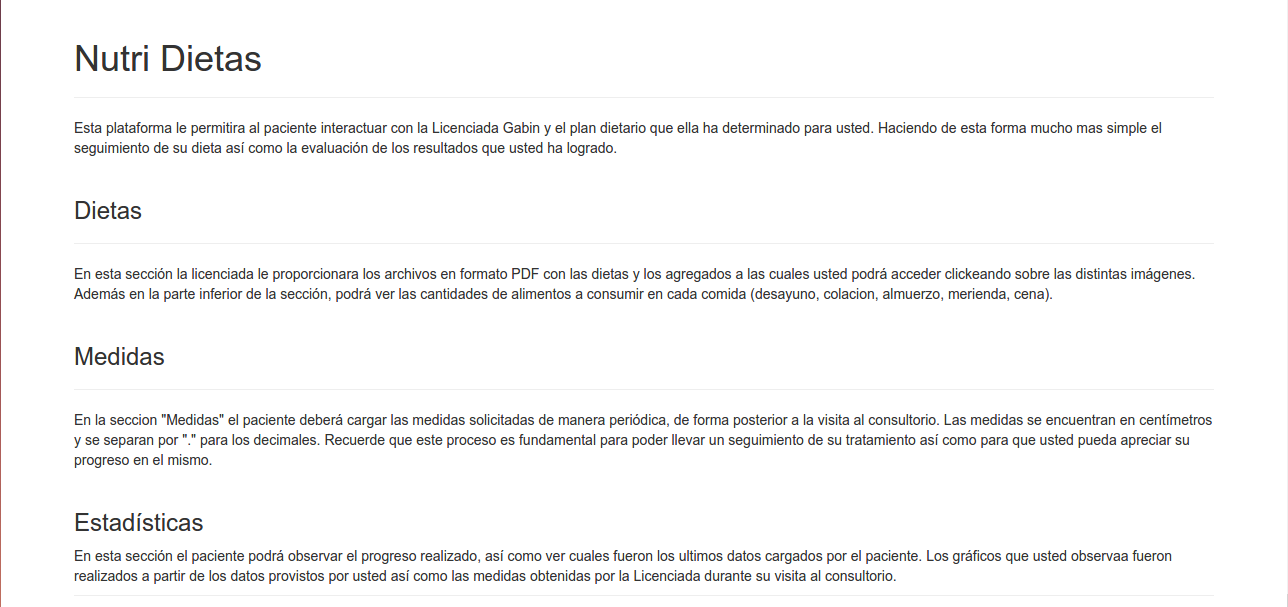 Nutri Dietas
Esta plataforma le permitira al paciente interactuar con la Licenciada Gabin y el plan dietario que ella ha determinado para usted. Haciendo de esta forma mucho mas simple el
seguimiento de su dieta así como la evaluación de los resultados que usted ha logrado.
Dietas
En esta sección la licenciada le proporcionara los archivos en formato PDF con las dietas y los agregados a las cuales usted podrá acceder clickeando sobre las distintas imágenes.
Además en la parte inferior de la sección, podrá ver las cantidades de alimentos a consumir en cada comida (desayuno, colacion, almuerzo, merienda, cena).
Medidas
En la seccion "Medidas" el paciente deberá cargar las medidas solicitadas de manera periódica, de forma posterior a la visita al consultorio. Las medidas se encuentran en centímetros
y se separan por "." para los decimales. Recuerde que este proceso es fundamental para poder llevar un seguimiento de su tratamiento así como para que usted pueda apreciar su
progreso en el mismo.
Estadísticas
En esta sección el paciente podrá observar el progreso realizado, así como ver cuales fueron los ultimos datos cargados por el paciente. Los gráficos que usted observaa fueron
realizados a partir de los datos provistos por usted así como las medidas obtenidas por la Licenciada durante su visita al consultorio.